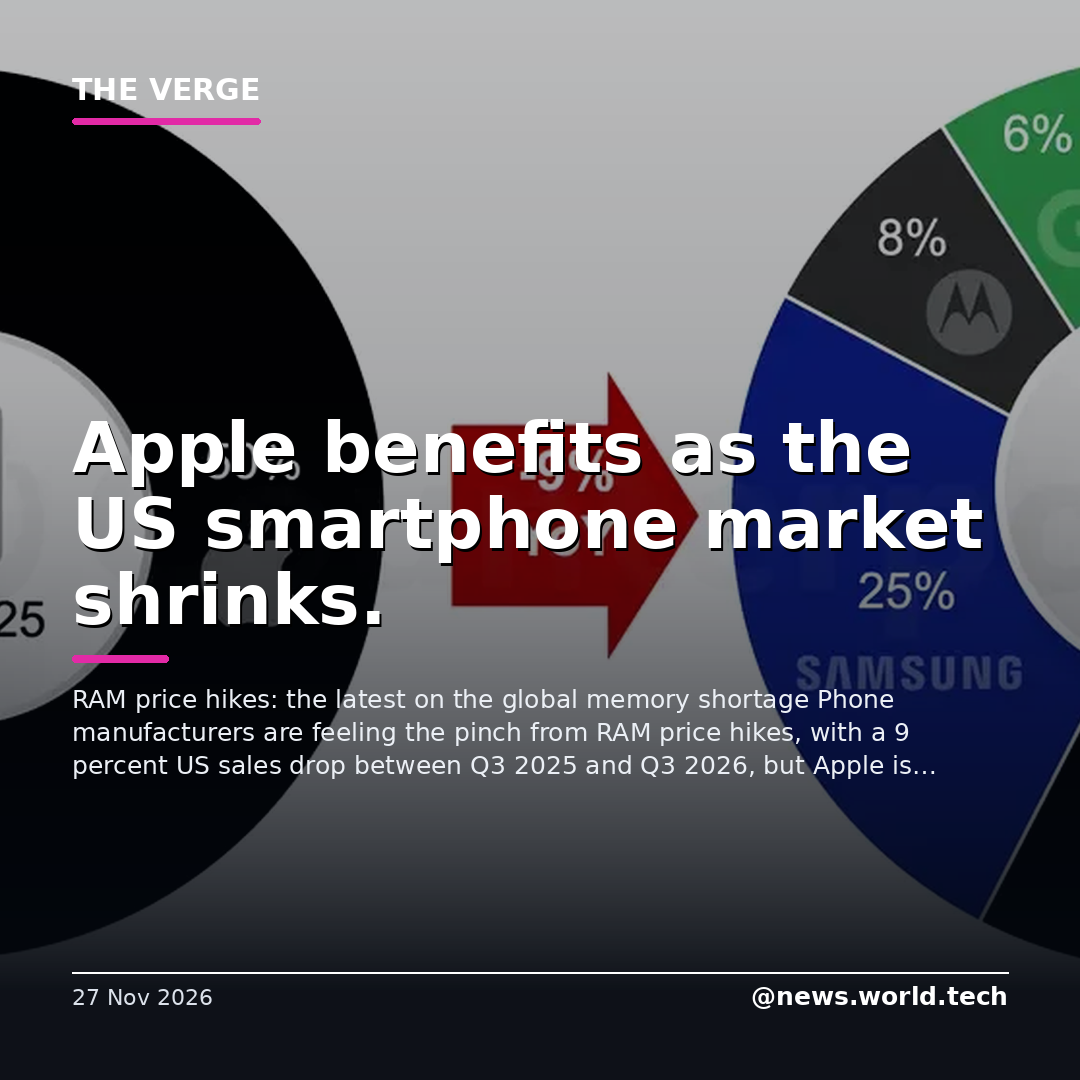 THE VERGE
6%
8%
Apple benefits as the
US smartphone market
shrinks.
-9%
YoY
25
25%
SAMSUNG
RAM price hikes: the latest on the global memory shortage Phone
manufacturers are feeling the pinch from RAM price hikes, with a 9
percent US sales drop between Q3 2025 and Q3 2026, but Apple is...
27 Nov 2026
@news.world.tech